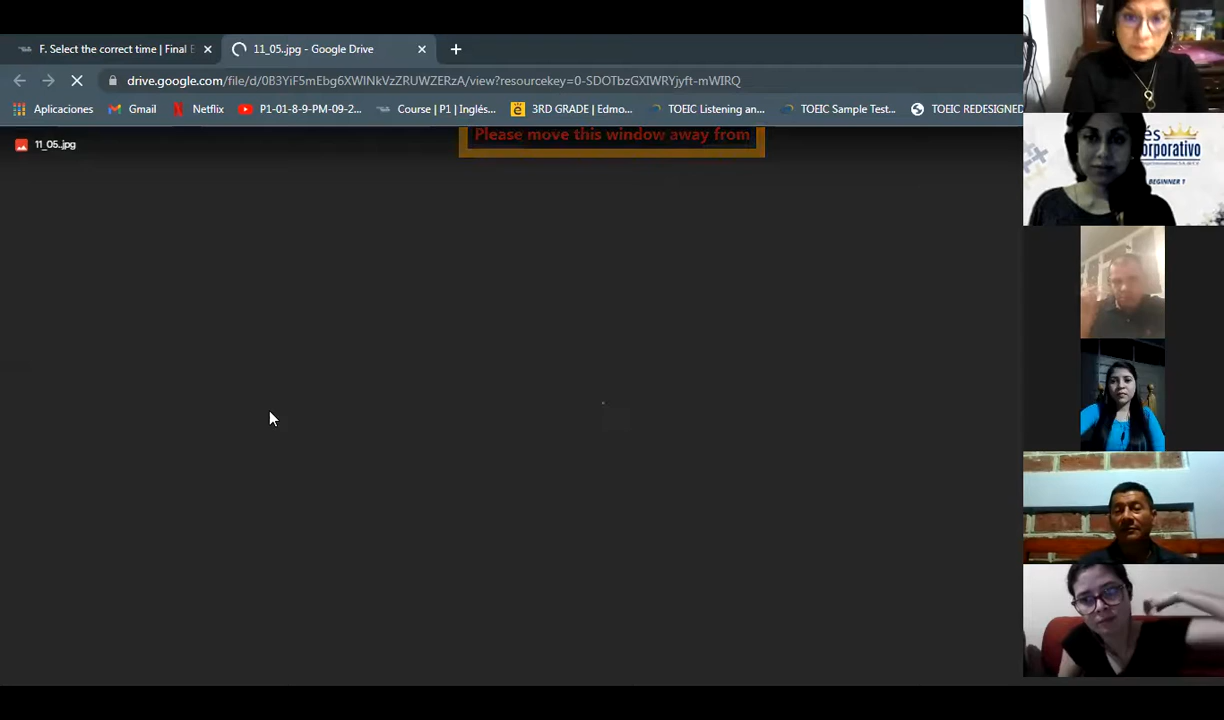 F. Select the correct time | Final E
11_05..jpg - Google Drive
drive.google.com/file/d/0B3YiF5mEbg6XWlNkVzZRUWZERzA/view?resourcekey=0-SDOTbzGXIWRYjyft-mWIRQ
Aplicaciones
Gmail
Netflix
P1-01-8-9-PM-09-2...
Course | P1 | Inglés...
3RD GRADE | Edmo...
TOEIC Listening an...
TOEIC Sample Test...
TOEIC REDESIGNED
Please move this window away from
11_05..jpg
és
orporativo
BEGINNER 1